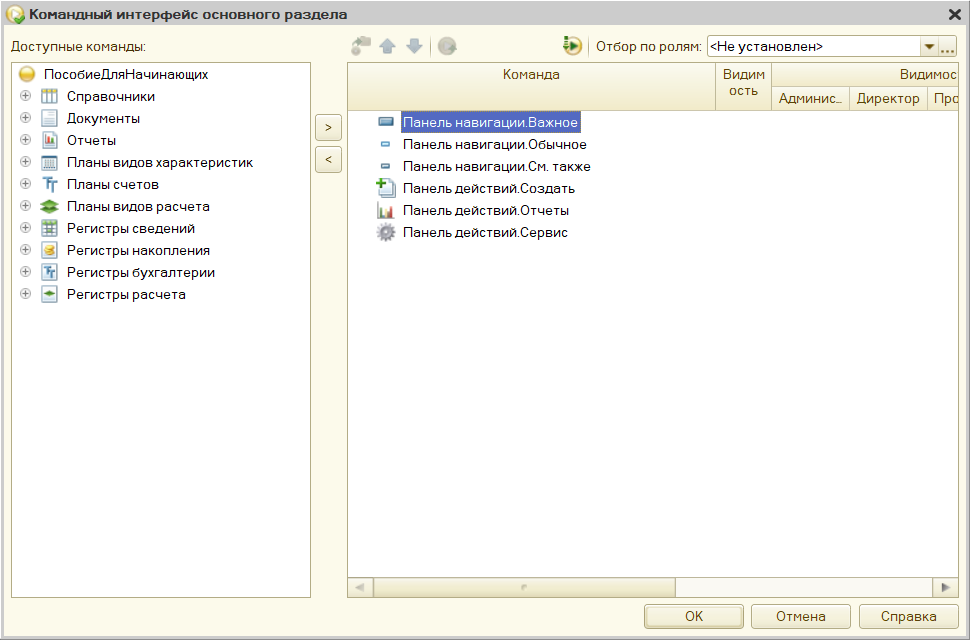 Командный интерфейс основного раздела
Доступные команды:
Отбор по ролям: <Не установлен>
ПособиеДляНачинающих
Справочники
Документы
Отчеты
Планы видов характеристик
Планы счетов
Планы видов расчета
Регистры сведений
Регистры накопления
Регистры бухгалтерии
Регистры расчета
>
<
Команда
Видим
ость
Видимос
Админис...
Директор
Про
Панель навигации.Важное
Панель навигации.Обычное
Панель навигации.См. также
Панель действий.Создать
Панель действий.Отчеты
Панель действий.Сервис
OK
Отмена
Справка